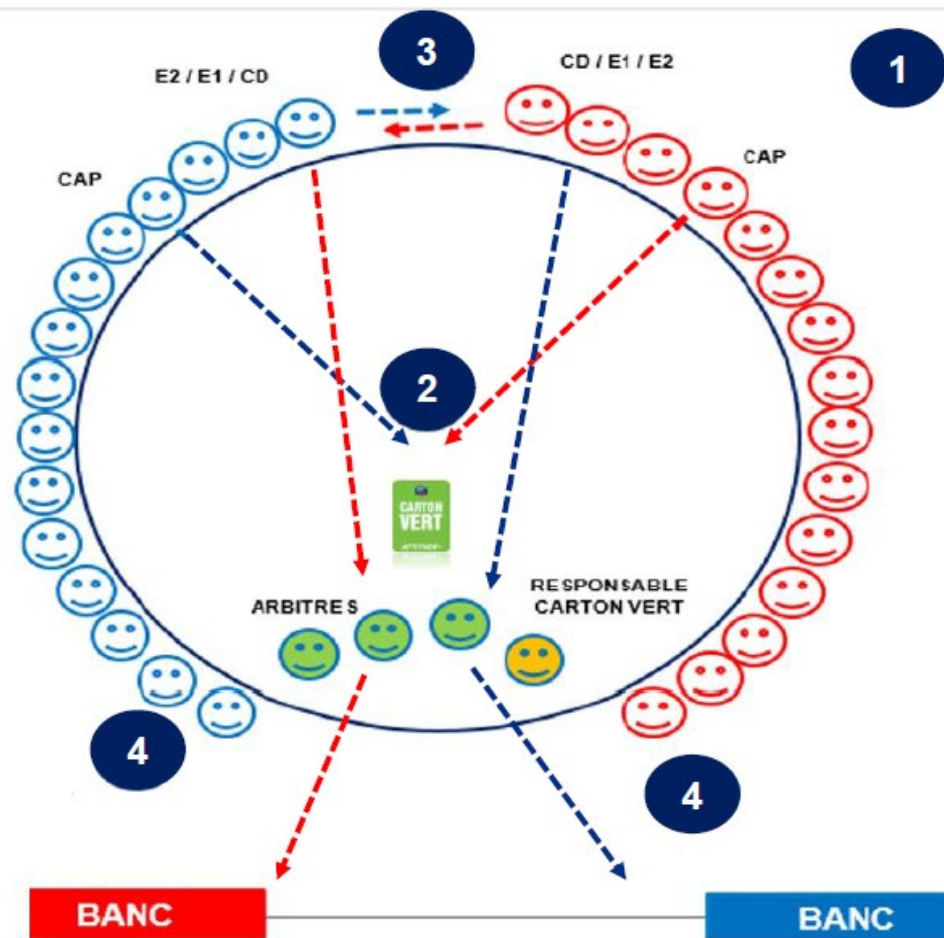 3
1
E2 / E1 / CD
CD / E1 / E2
CAP
CAP
2
CARTON
VERT
RESPONSABLE
CARTON VERT
ARBITRES
4
4
BANC
BANC